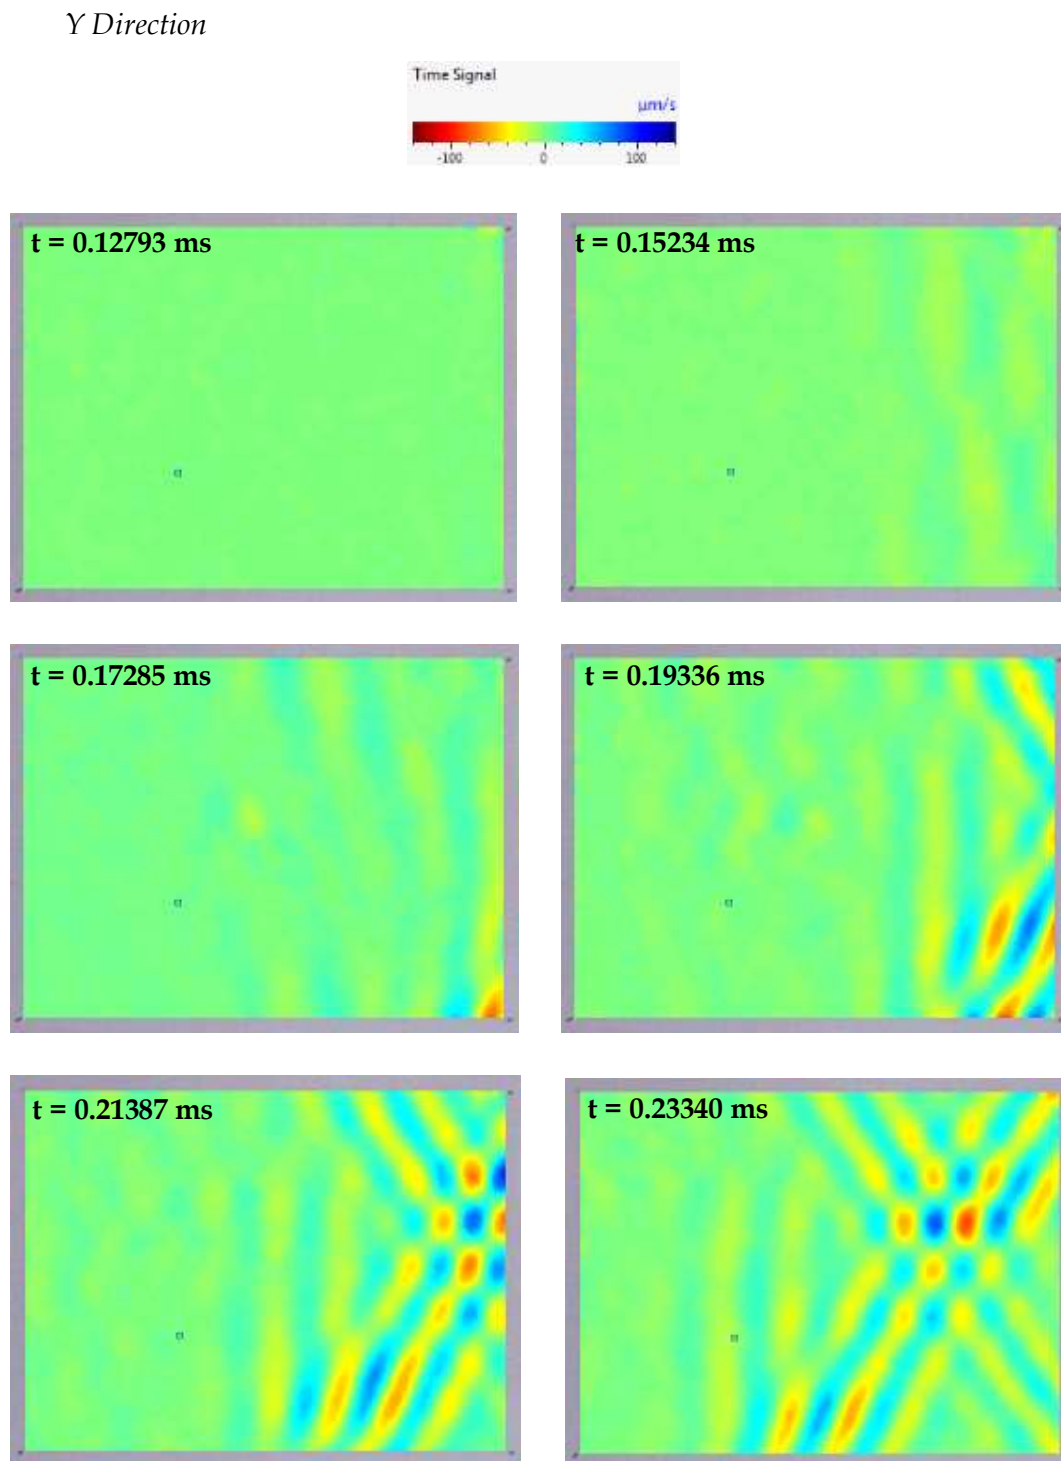 Y Direction
Time Signal
μm/s
-100 0 100
t = 0.12793 ms
t = 0.15234 ms
t = 0.17285 ms
t = 0.19336 ms
t = 0.21387 ms
t = 0.23340 ms